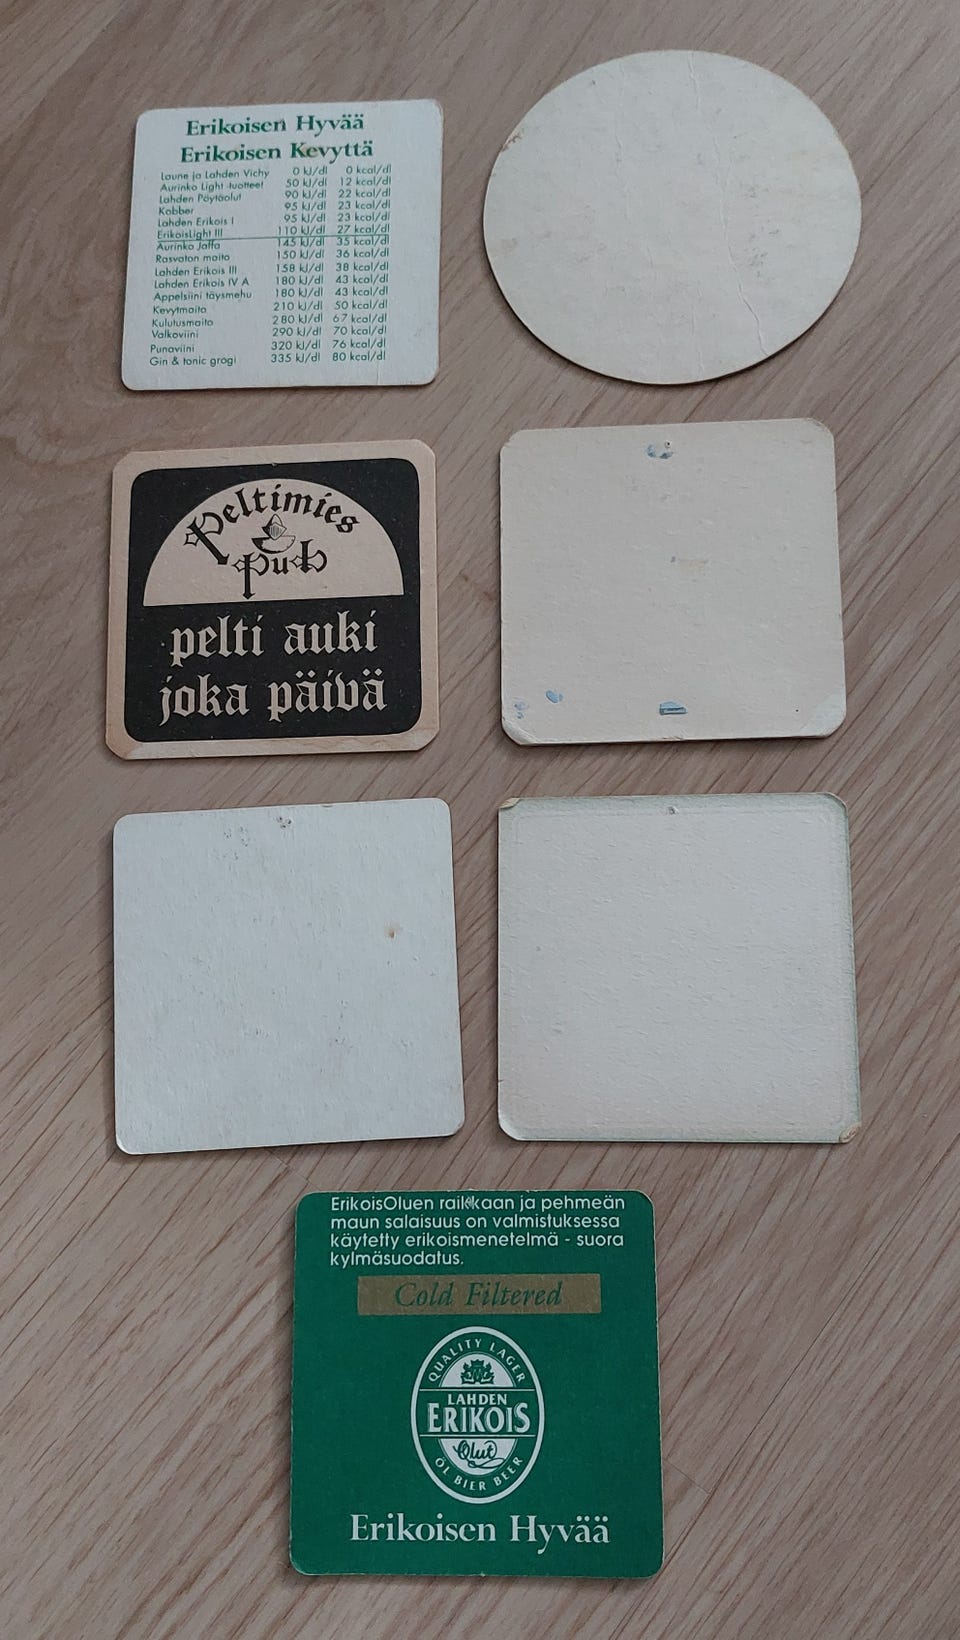 Erikoisen Hyvää
Erikoisen Kevyttä
Laune ja Lahden Vichy 0 kJ/dl 0 kcal/dl
Aurinko Light -tuotteet 50 kJ/dl 12 kcal/dl
Lahden Pöytäolut 90 kJ/dl 22 kcal/dl
Kobber 95 kJ/dl 23 kcal/dl
Lahden Erikois I 95 kJ/dl 23 kcal/dl
ErikoisLight III 110 kJ/dl 27 kcal/dl
Aurinko Jaffa 145 kJ/dl 35 kcal/dl
Rasvaton maito 150 kJ/dl 36 kcal/dl
Lahden Erikois III 158 kJ/dl 38 kcal/dl
Lahden Erikois IV A 180 kJ/dl 43 kcal/dl
Appelsiini täysmehu 180 kJ/dl 43 kcal/dl
Kevytmaito 210 kJ/dl 50 kcal/dl
Kulutusmaito 280 kJ/dl 67 kcal/dl
Valkoviini 290 kJ/dl 70 kcal/dl
Punaviini 320 kJ/dl 76 kcal/dl
Gin & tonic grogi 335 kJ/dl 80 kcal/dl
Peltimies
Pub
pelti auki
joka päivä
ErikoisOluen raikkaan ja pehmeän
maun salaisuus on valmistuksessa
käytetty erikoismenetelmä - suora
kylmäsuodatus.
Cold Filtered
QUALITY LAGER
LAHDEN
ERIKOIS
Olut
ÖL BIER BEER
Erikoisen Hyvää